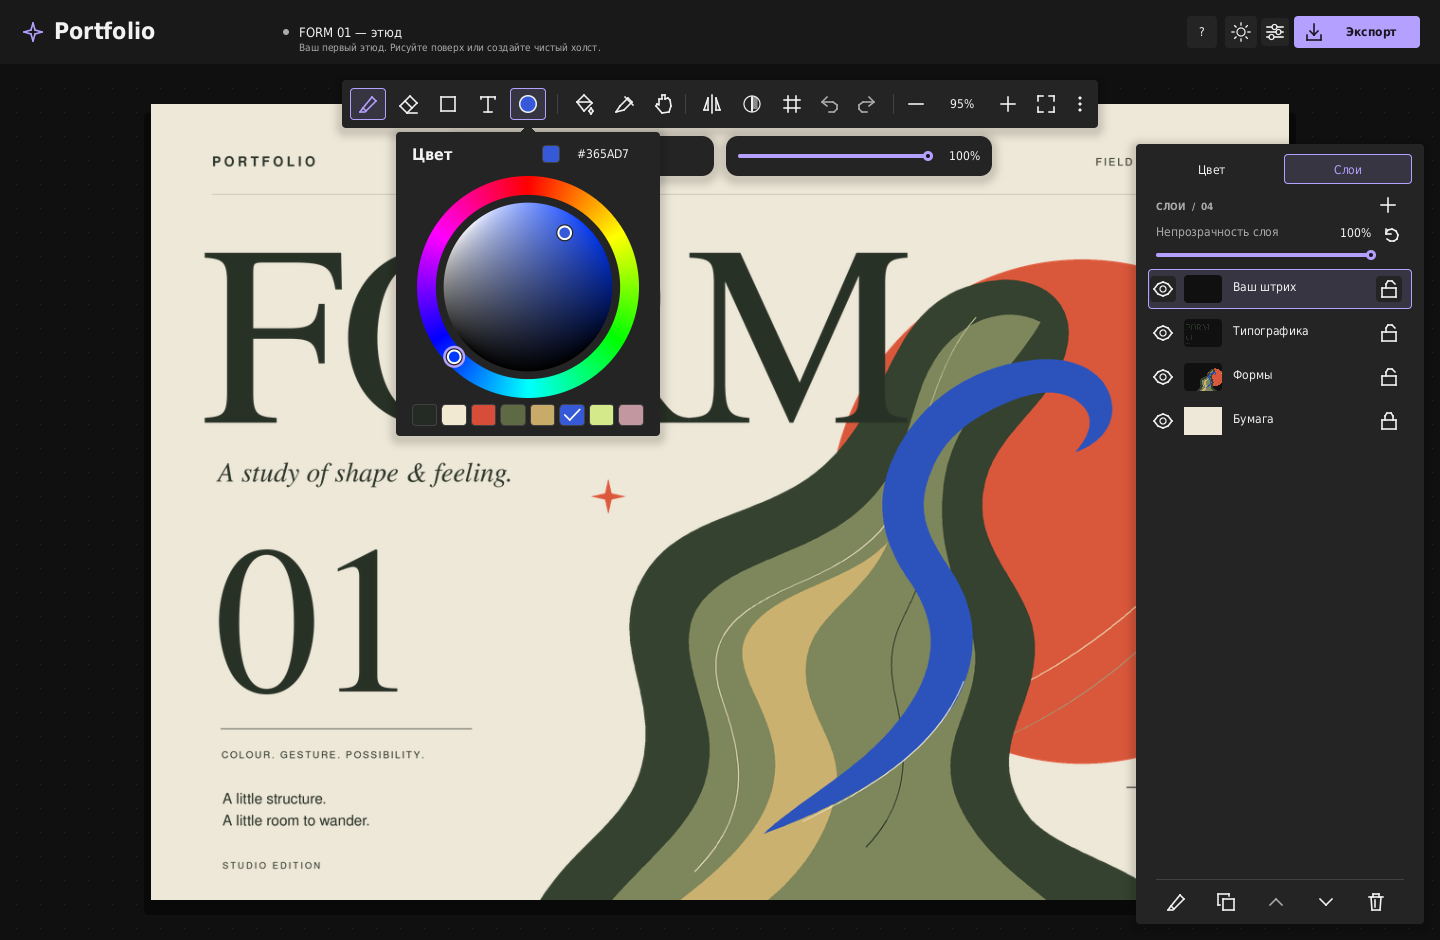 Portfolio
FORM 01 — этюд
Ваш первый этюд. Рисуйте поверх или создайте чистый холст.
?
Экспорт
95%
Цвет
#365AD7
100%
PORTFOLIO
FIELD
FORM
A study of shape & feeling.
01
COLOUR. GESTURE. POSSIBILITY.
A little structure.
A little room to wander.
STUDIO EDITION
Цвет
Слои
СЛОИ / 04
Непрозрачность слоя
100%
Ваш штрих
Типографика
Формы
Бумага